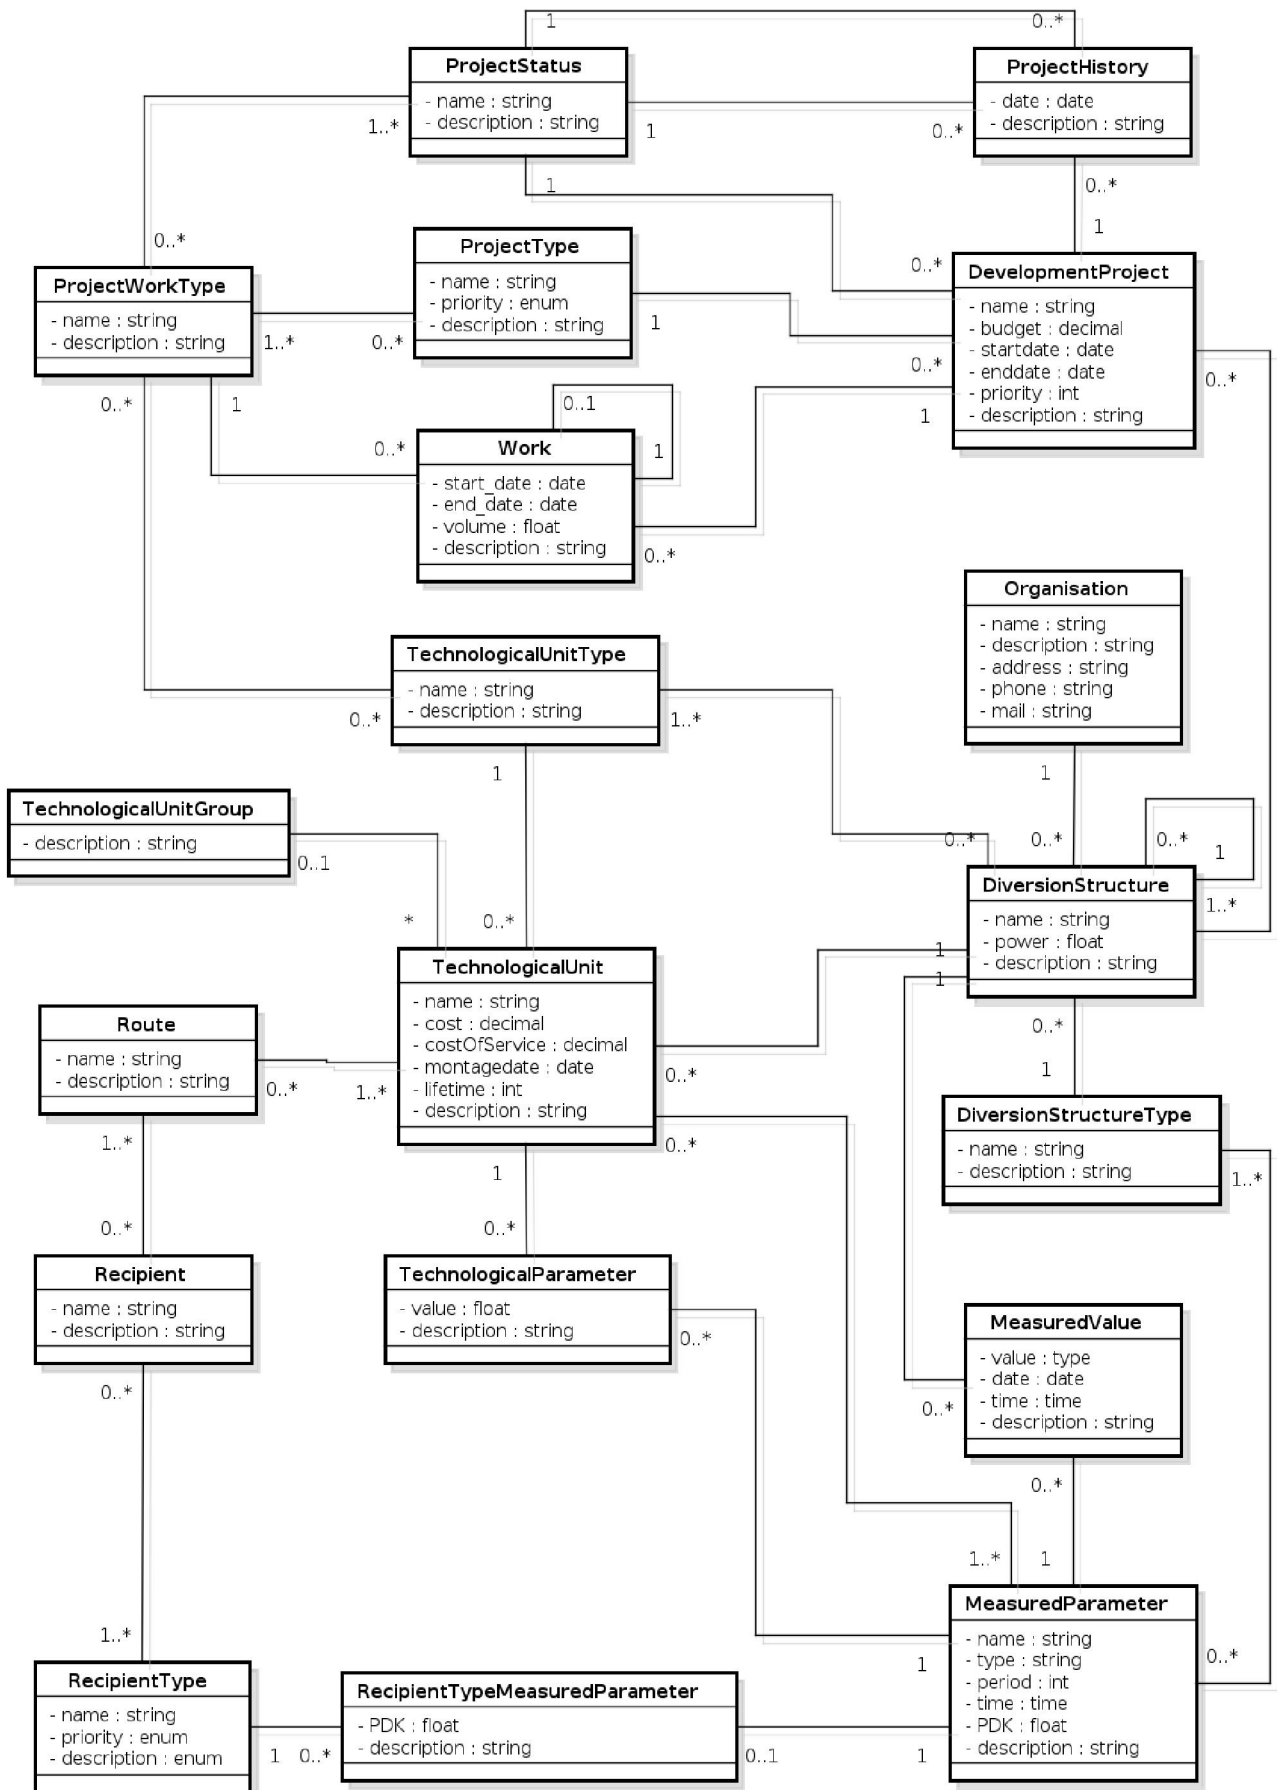 1
0..*
ProjectStatus
- name : string
- description : string
1..*
1
0..*
ProjectHistory
- date : date
- description : string
1
0..*
1
0..*
ProjectType
- name : string
- priority : enum
- description : string
1
0..*
ProjectWorkType
- name : string
- description : string
1..*
0..*
0..*
1
DevelopmentProject
- name : string
- budget : decimal
- startdate : date
- enddate : date
- priority : int
- description : string
0..*
0..*
1
0..1
1
0..*
Work
- start_date : date
- end_date : date
- volume : float
- description : string
0..*
Organisation
- name : string
- description : string
- address : string
- phone : string
- mail : string
1
0..*
TechnologicalUnitType
- name : string
- description : string
0..*
1..*
1
0..*
TechnologicalUnitGroup
- description : string
0..1
*
0..*
0..*
1
DiversionStructure
- name : string
- power : float
- description : string
1..*
1
1
0..*
1
TechnologicalUnit
- name : string
- cost : decimal
- costOfService : decimal
- montagedate : date
- lifetime : int
- description : string
0..*
0..*
Route
- name : string
- description : string
0..*
1..*
1..*
0..*
1
0..*
DiversionStructureType
- name : string
- description : string
1..*
Recipient
- name : string
- description : string
0..*
TechnologicalParameter
- value : float
- description : string
0..*
MeasuredValue
- value : type
- date : date
- time : time
- description : string
0..*
0..*
1..*
1
1..*
RecipientType
- name : string
- priority : enum
- description : enum
1
0..*
RecipientTypeMeasuredParameter
- PDK : float
- description : string
0..1
1
1
MeasuredParameter
- name : string
- type : string
- period : int
- time : time
- PDK : float
- description : string
0..*